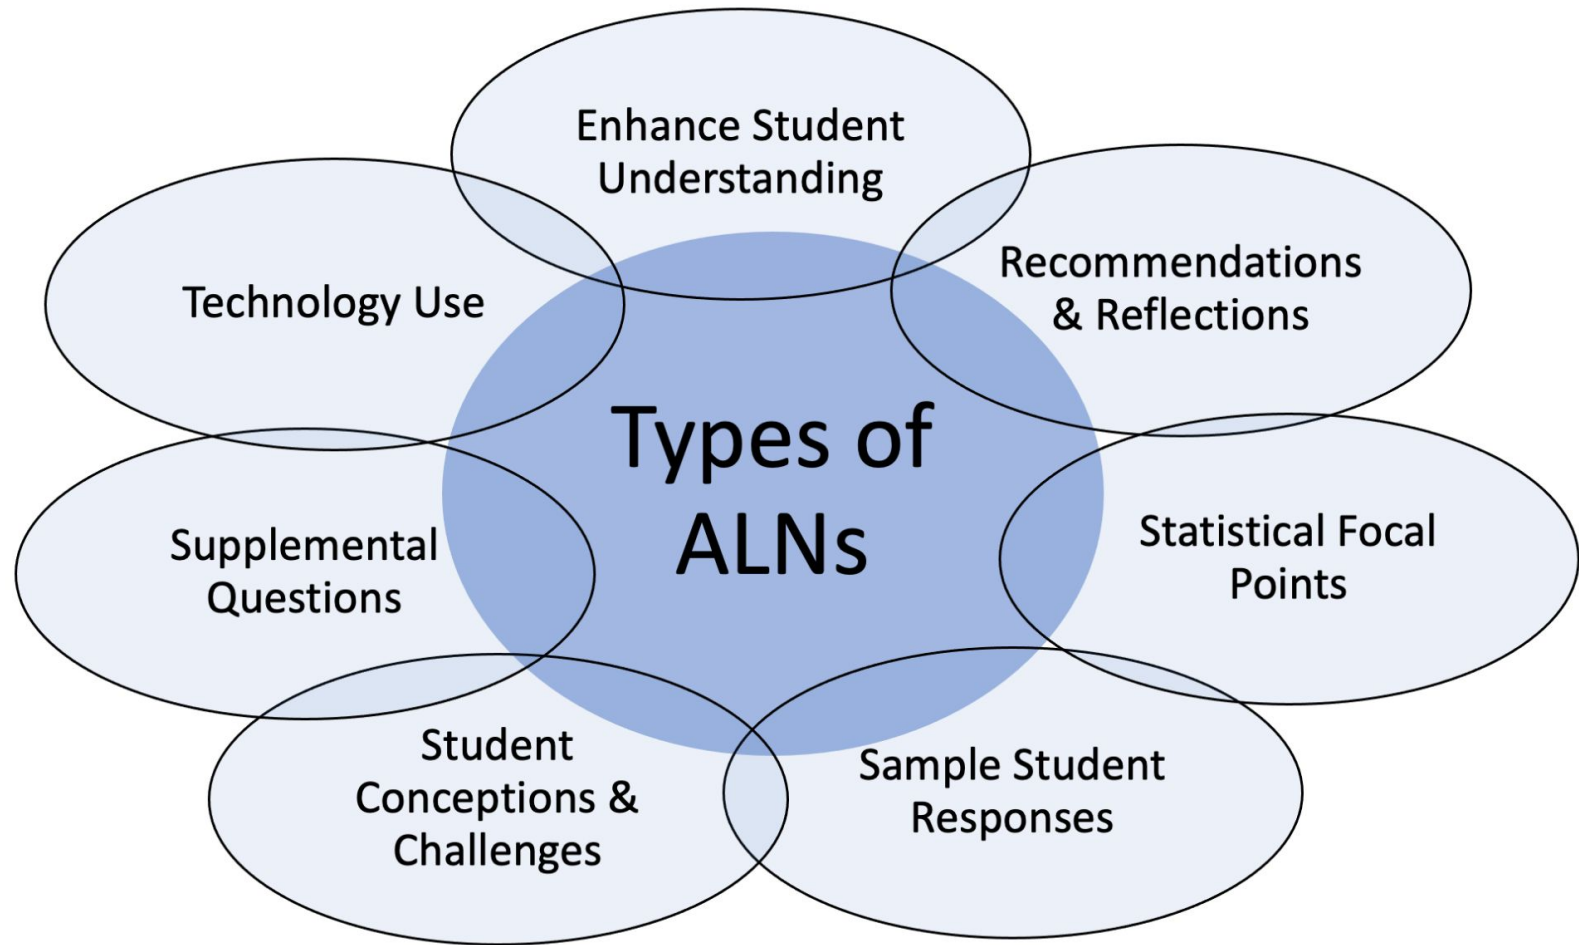 Enhance Student
Understanding
Recommendations
& Reflections
Technology Use
Types of
ALNs
Statistical Focal
Points
Supplemental
Questions
Student
Conceptions &
Challenges
Sample Student
Responses